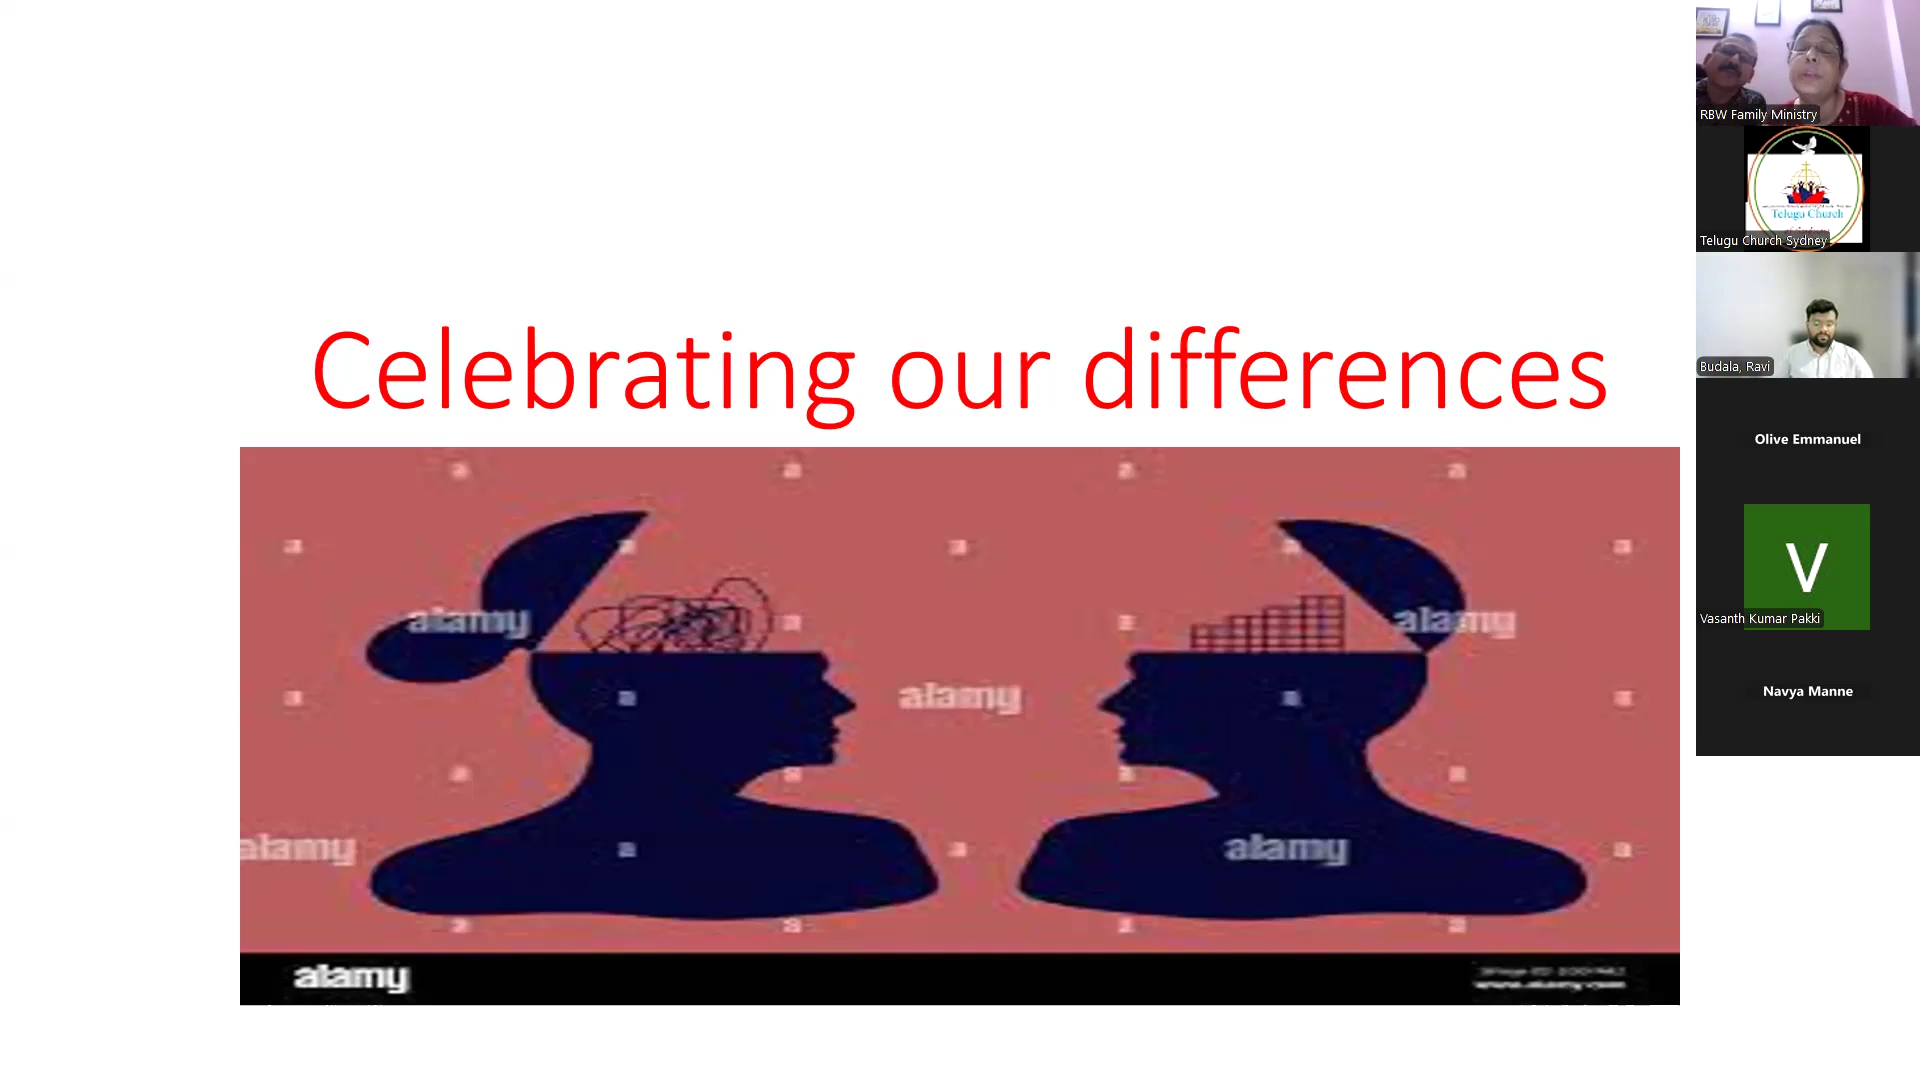 Celebrating our differences
alamy
alamy
alamy
alamy
alamy
alamy
RBW Family Ministry
Telugu Church
Telugu Church Sydney
Budala, Ravi
Olive Emmanuel
V
Vasanth Kumar Pakki
Navya Manne